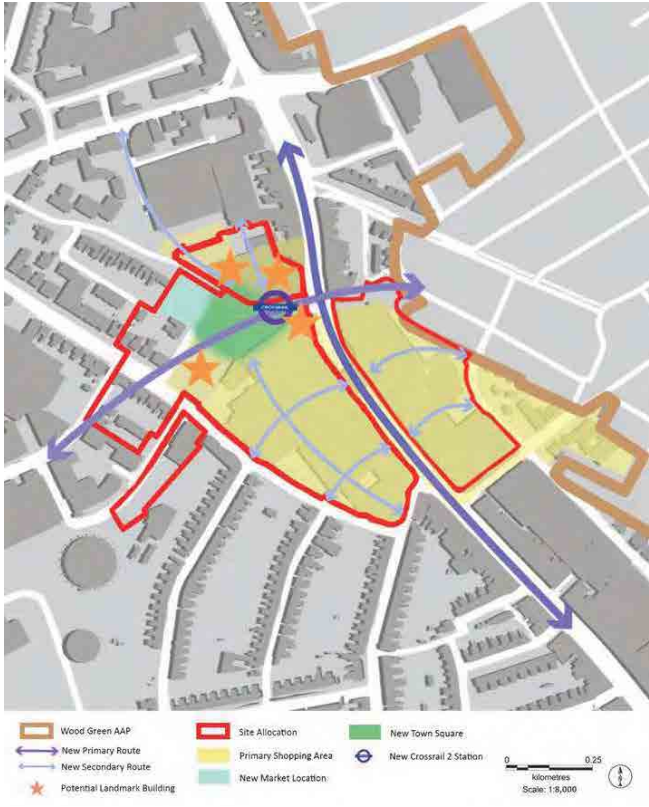 CROSSRAIL
Wood Green AAP
New Primary Route
New Secondary Route
Potential Landmark Building
Site Allocation
Primary Shopping Area
New Market Location
New Town Square
New Crossrail 2 Station
0 0.25
kilometres
Scale: 1:8,000
N